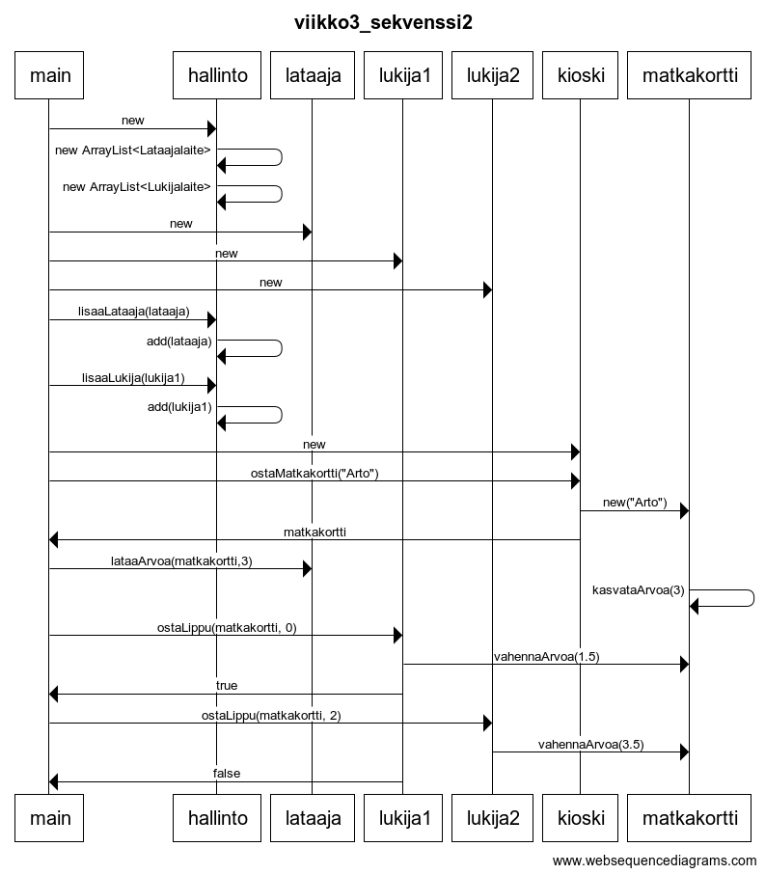 viikko3_sekvenssi2
main hallinto lataaja lukija1 lukija2 kioski matkakortti
new
new ArrayList<Lataajalaite>
new ArrayList<Lukijalaite>
new
new
new
lisaaLataaja(lataaja)
add(lataaja)
lisaaLukija(lukija1)
add(lukija1)
new
ostaMatkakortti("Arto")
new("Arto")
matkakortti
lataaArvoa(matkakortti,3)
kasvataArvoa(3)
ostaLippu(matkakortti, 0)
vahennaArvoa(1.5)
true
ostaLippu(matkakortti, 2)
vahennaArvoa(3.5)
false
main hallinto lataaja lukija1 lukija2 kioski matkakortti
www.websequencediagrams.com